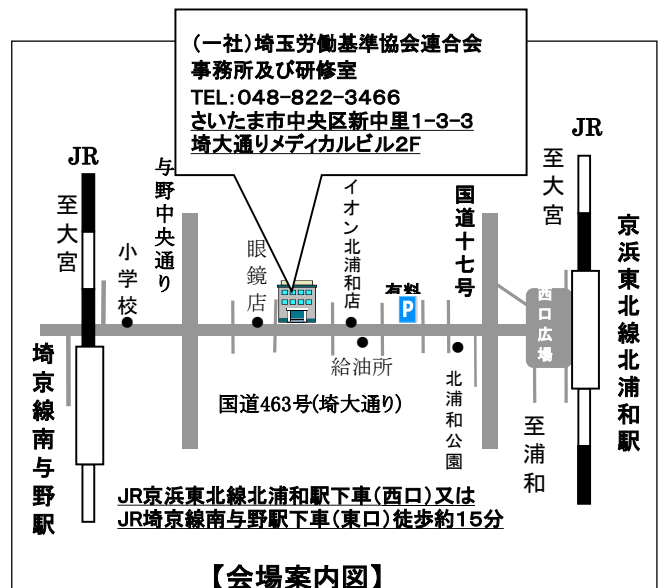 (一社)埼玉労働基準協会連合会
事務所及び研修室
TEL:048-822-3466
さいたま市中央区新中里1-3-3
埼大通りメディカルビル2F
JR
至大宮
小学校
与野中央通り
眼鏡店
イオン北浦和店
有料
P
国道十七号
JR
至大宮
京浜東北線北浦和駅
西口広場
埼京線南与野駅
給油所
北浦和公園
至浦和
国道463号(埼大通り)
JR京浜東北線北浦和駅下車(西口)又は
JR埼京線南与野駅下車(東口)徒歩約15分
【会場案内図】